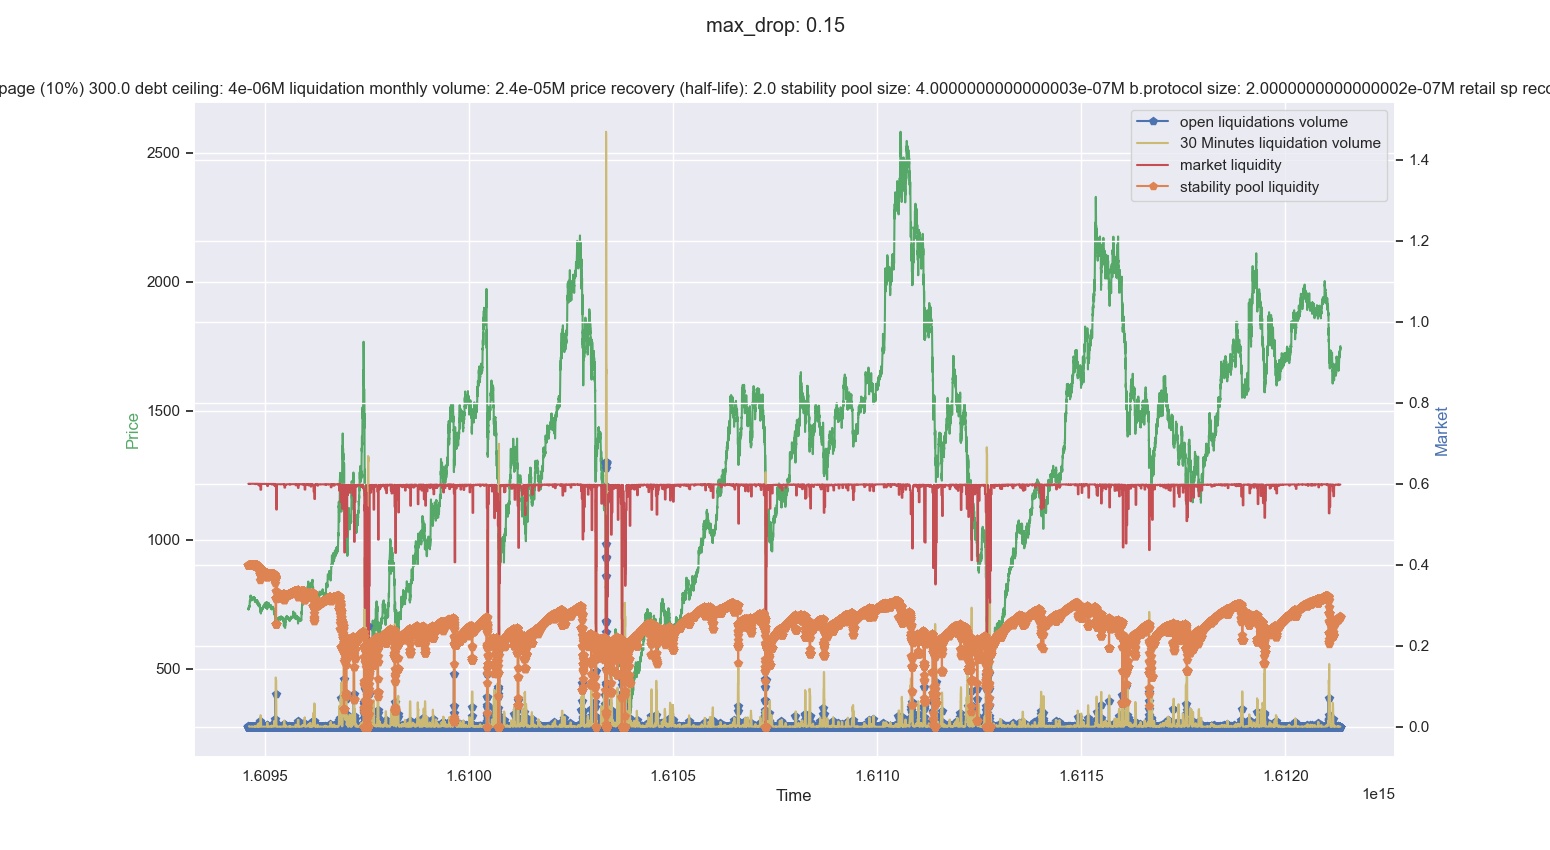 max_drop: 0.15
page (10%) 300.0 debt ceiling: 4e-06M liquidation monthly volume: 2.4e-05M price recovery (half-life): 2.0 stability pool size: 4.0000000000000003e-07M b.protocol size: 2.0000000000000002e-07M retail sp reco
open liquidations volume
30 Minutes liquidation volume
market liquidity
stability pool liquidity
2500
2000
1500
1000
500
Price
1.4
1.2
1.0
0.8
0.6
0.4
0.2
0.0
Market
1.6095 1.6100 1.6105 1.6110 1.6115 1.6120
Time
1e15